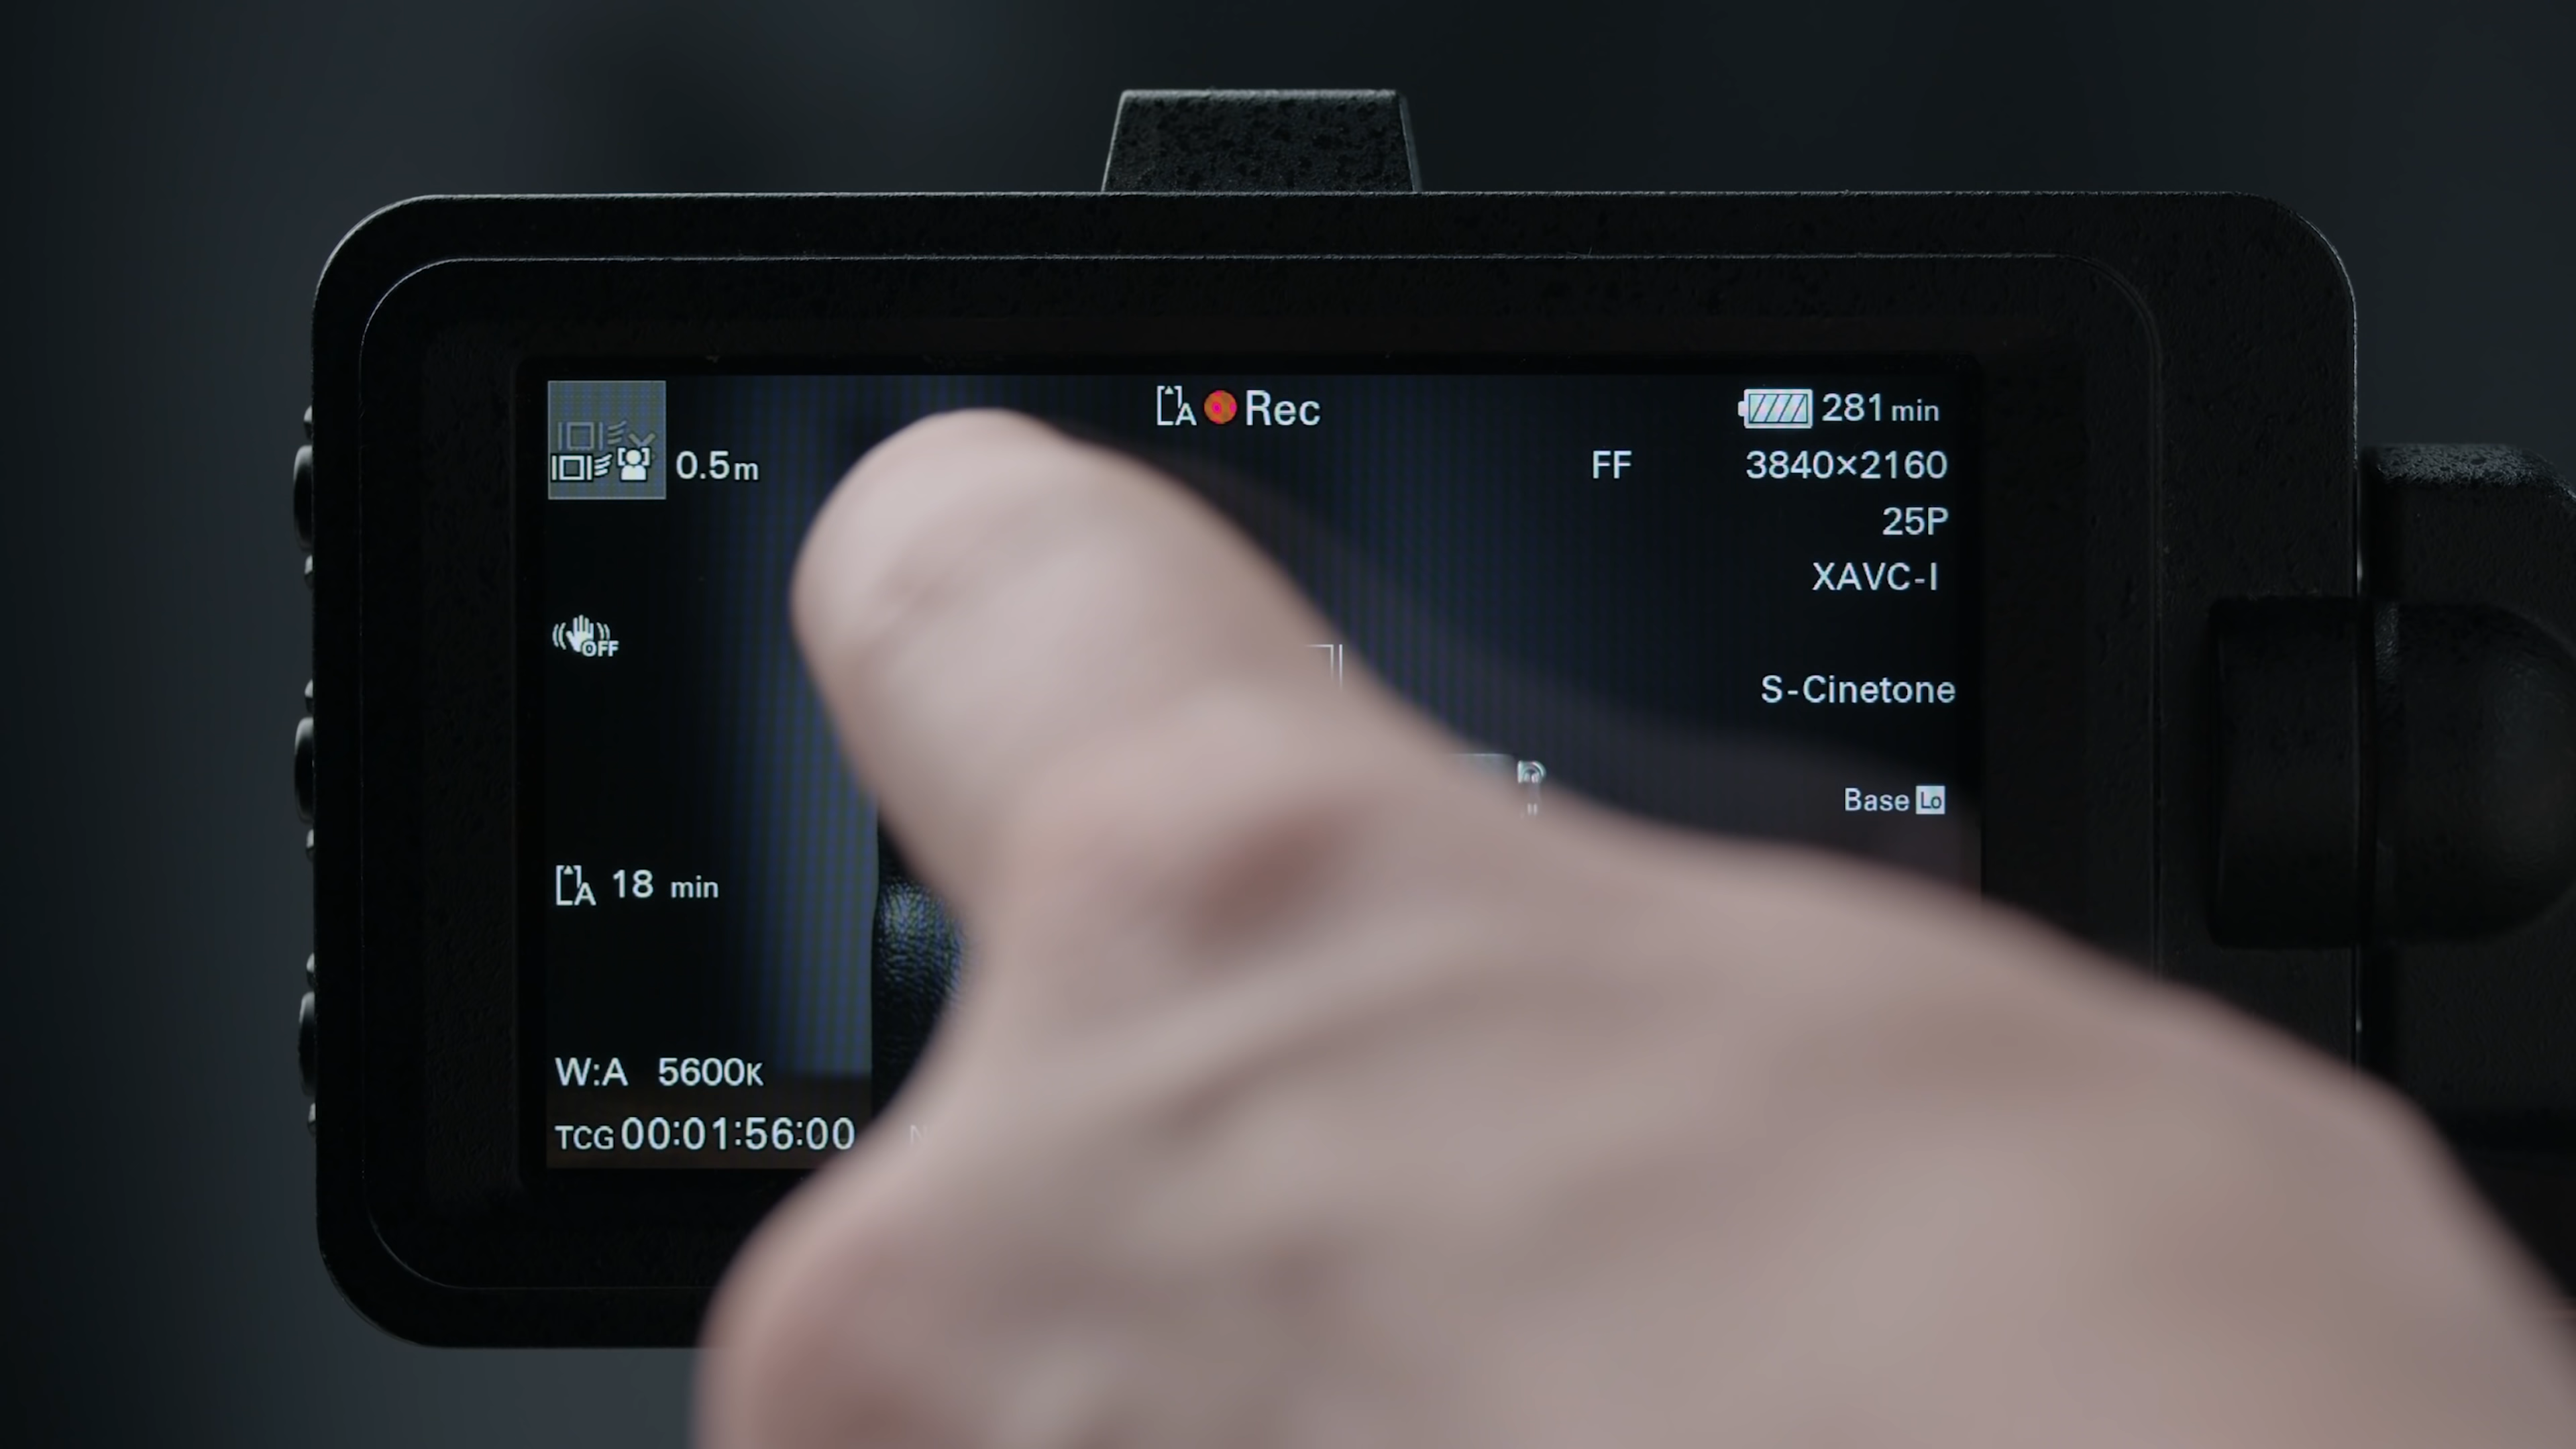 A Rec
281 min
0.5m
FF 3840×2160
25P
XAVC-I
OFF
S-Cinetone
Base Lo
A 18 min
W:A 5600K
TCG 00:01:56:00